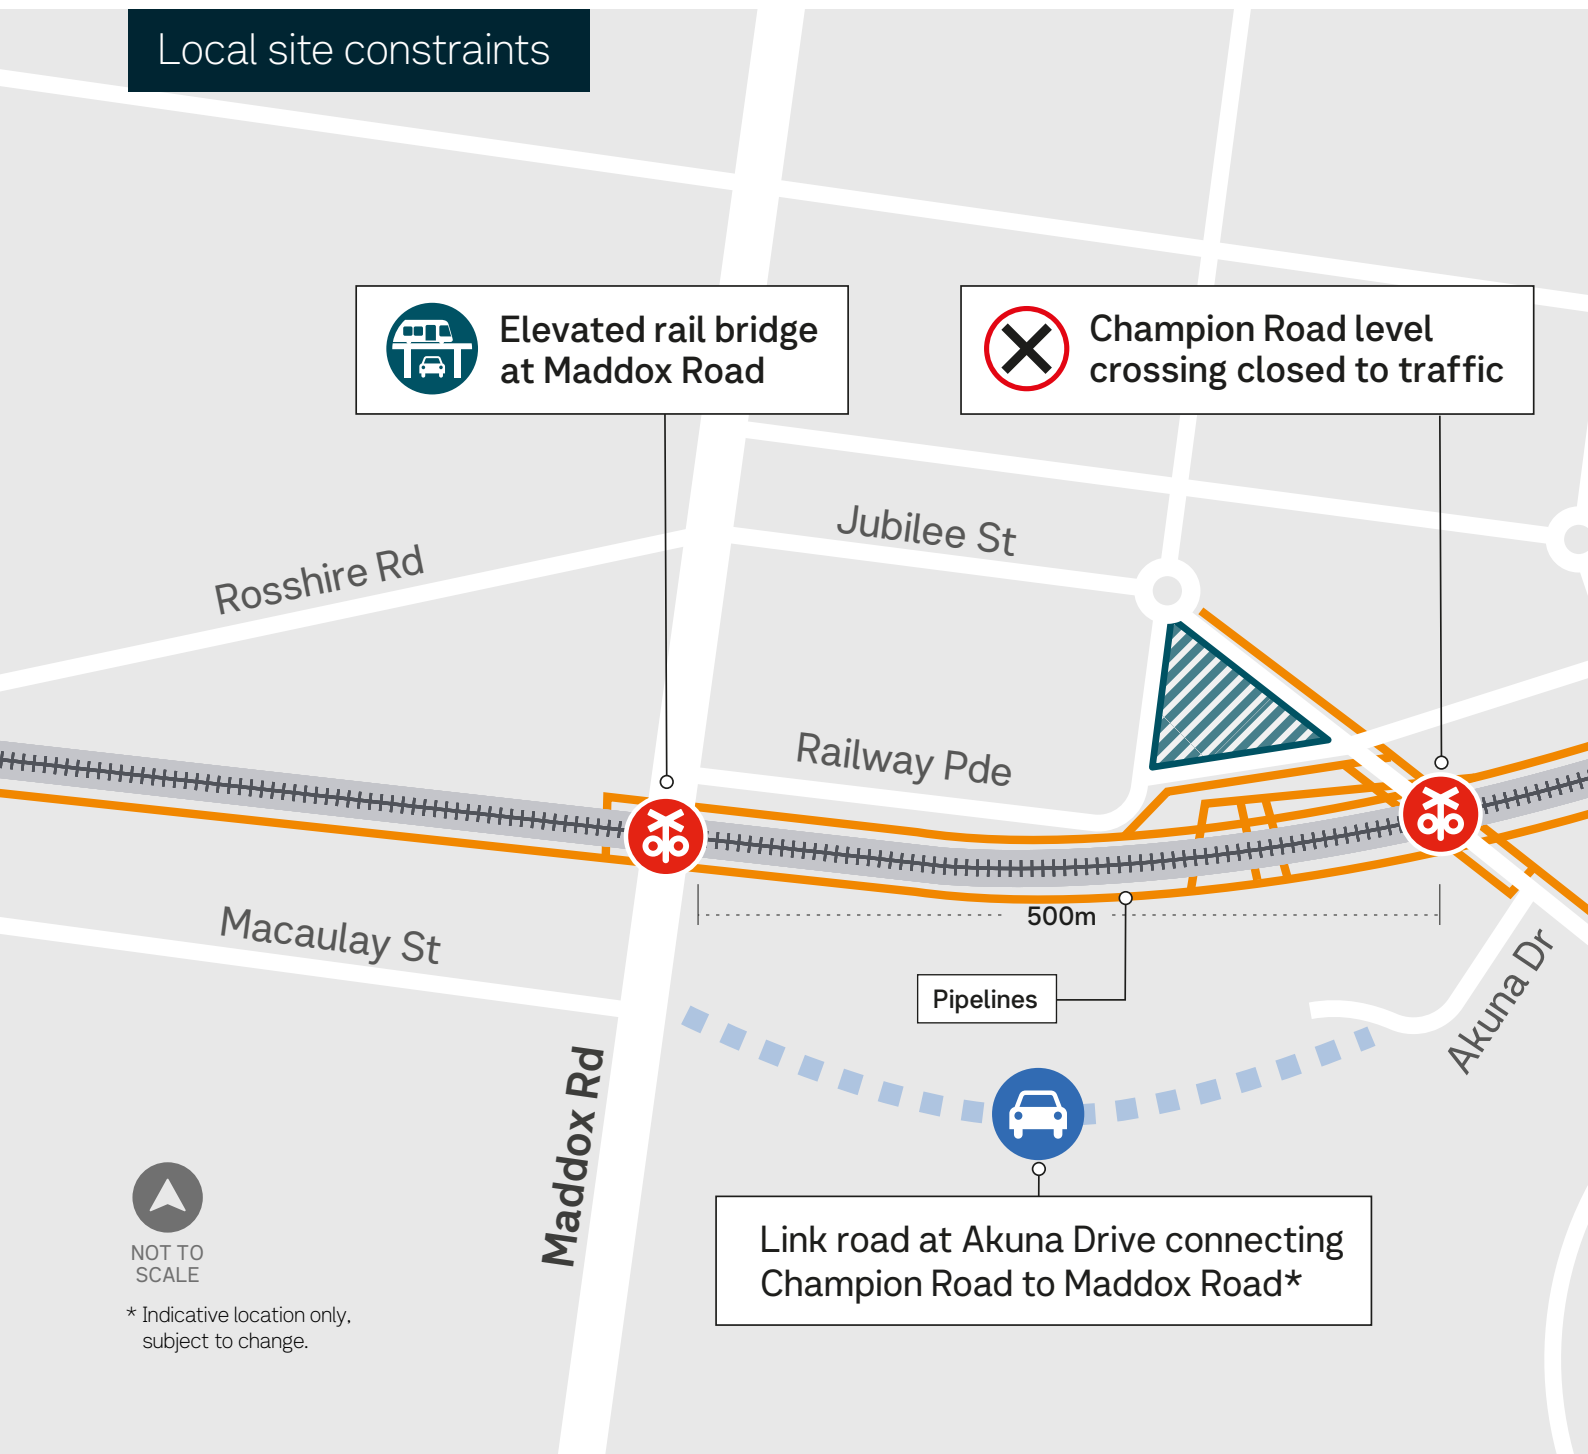 Local site constraints
Elevated rail bridge
at Maddox Road
Champion Road level
crossing closed to traffic
Jubilee St
Rosshire Rd
Railway Pde
Macaulay St
500m
Pipelines
Akuna Dr
Maddox Rd
Link road at Akuna Drive connecting
Champion Road to Maddox Road*
NOT TO
SCALE
* Indicative location only,
subject to change.